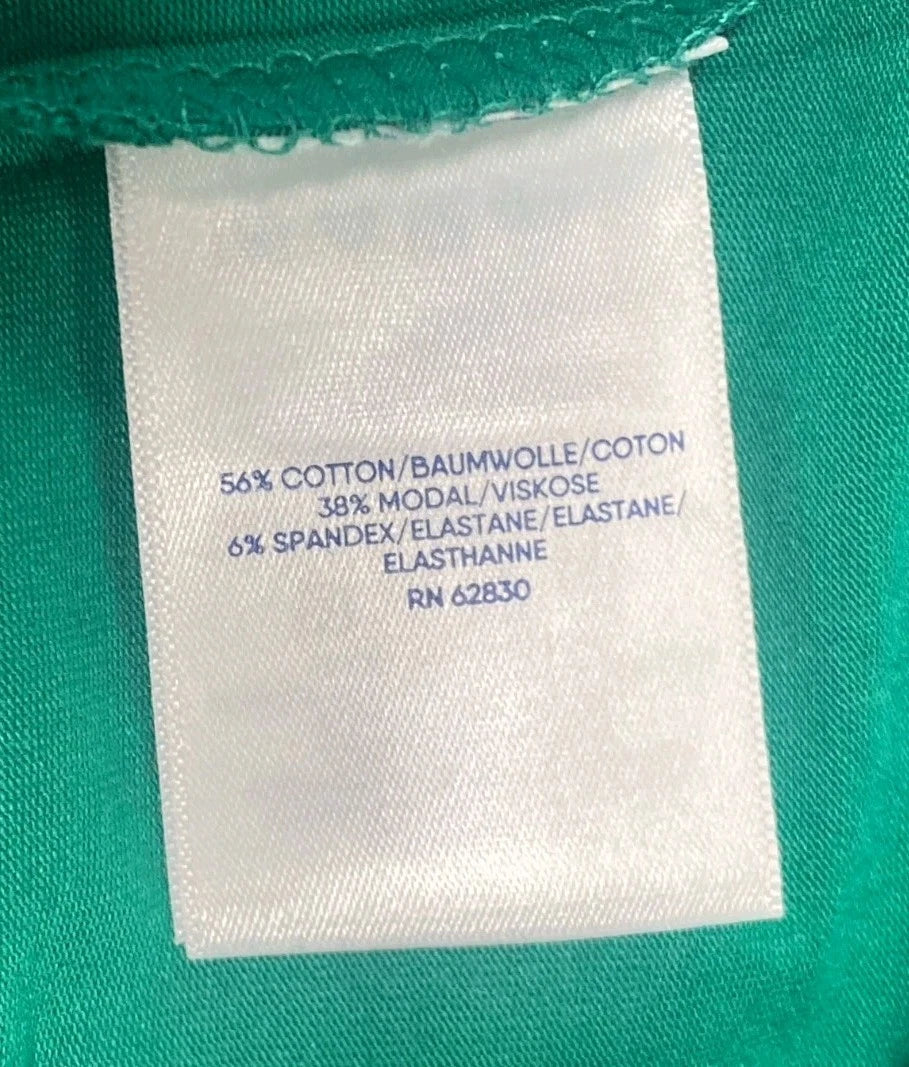 56% COTTON/BAUMWOLLE/COTON
38% MODAL/VISKOSE
6% SPANDEX/ELASTANE/ELASTANE/
ELASTHANNE
RN 62830